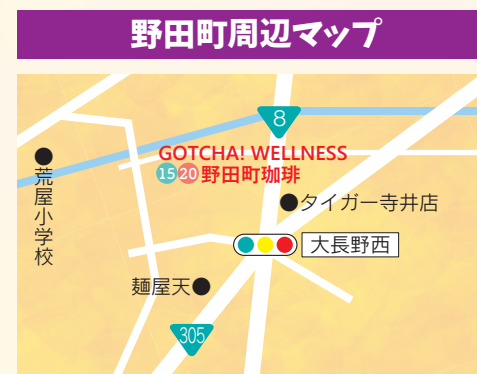 野田町周辺マップ
8
GOTCHA! WELLNESS
15 20 野田町珈琲
荒屋小学校
タイガー寺井店
大長野西
麺屋天
305